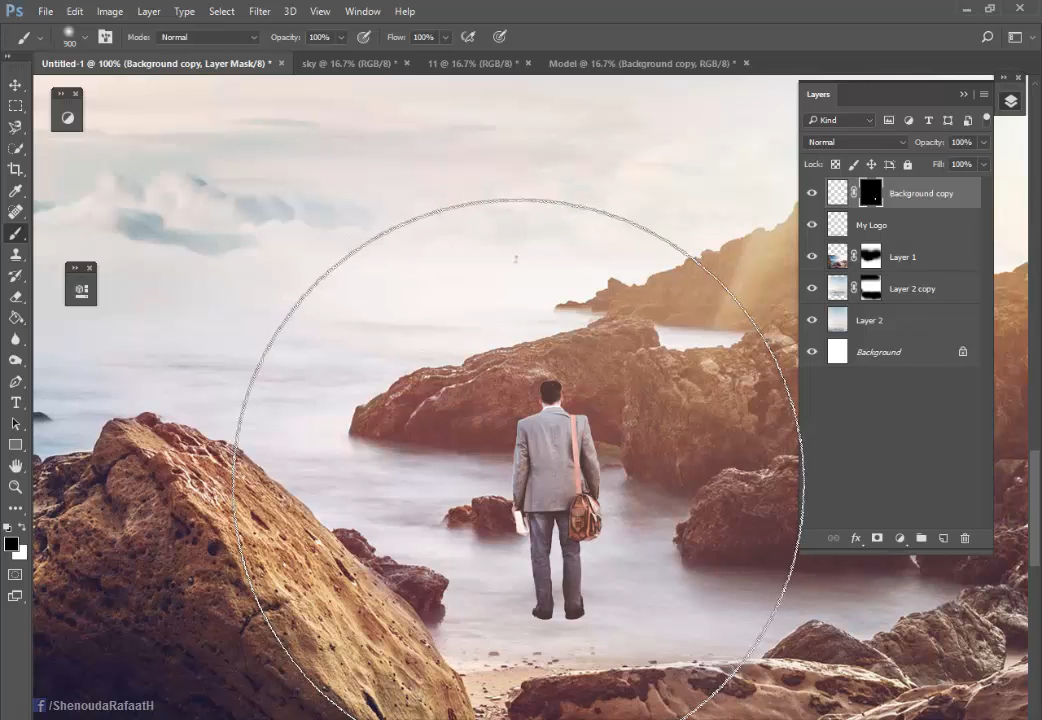 Ps File Edit Image Layer Type Select Filter 3D View Window Help
900 Mode: Normal Opacity: 100% Flow: 100%
Untitled-1 @ 100% (Background copy, Layer Mask/8) * × sky @ 16.7% (RGB/8) * × 11 @ 16.7% (RGB/8) * × Model @ 16.7% (Background copy, RGB/8) * ×
Layers
Kind
Normal Opacity: 100%
Lock: Fill: 100%
Background copy
My Logo
Layer 1
Layer 2 copy
Layer 2
Background
fx
f /ShenoudaRafaatH